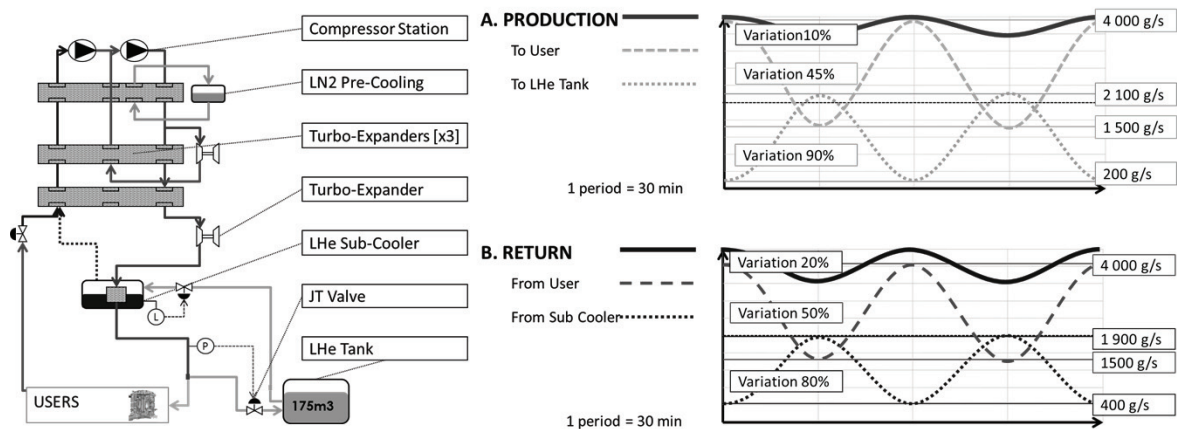 Compressor Station
LN2 Pre-Cooling
Turbo-Expanders [x3]
Turbo-Expander
LHe Sub-Cooler
JT Valve
LHe Tank
L
P
USERS
175m3
A. PRODUCTION
To User
To LHe Tank
1 period = 30 min
Variation10%
Variation 45%
Variation 90%
4 000 g/s
2 100 g/s
1 500 g/s
200 g/s
B. RETURN
From User
From Sub Cooler
1 period = 30 min
Variation 20%
Variation 50%
Variation 80%
4 000 g/s
1 900 g/s
1500 g/s
400 g/s